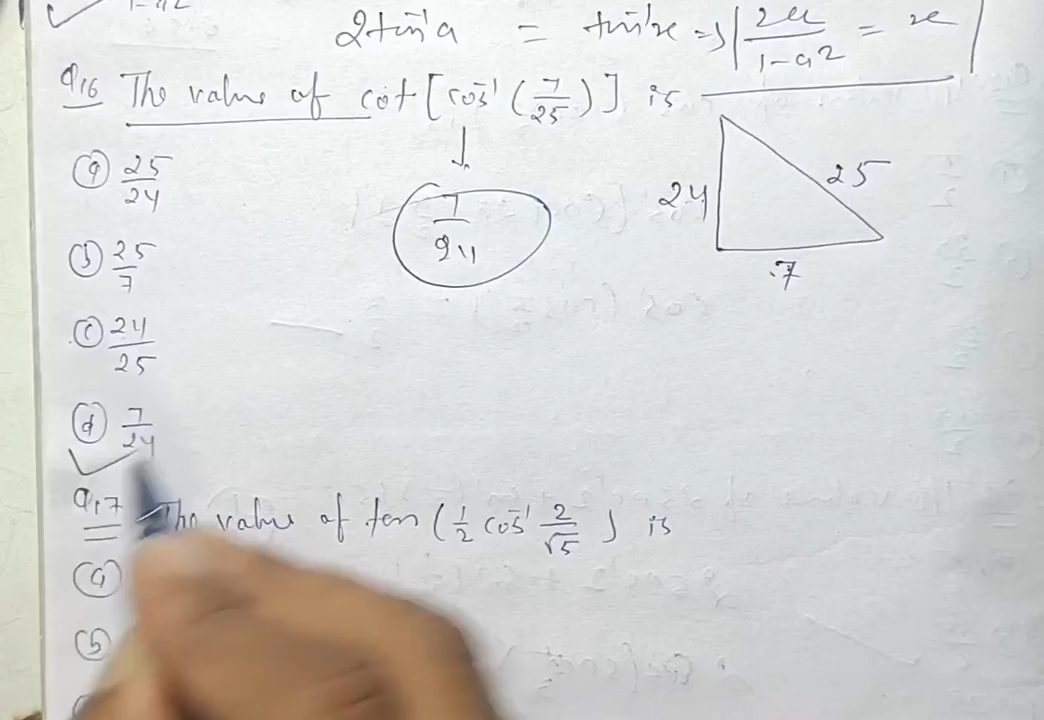 2tan⁻¹a = tan⁻¹x ⇒ 2a/1-a² = x
Q.16 The value of cot [cos⁻¹ (7/25)] is
(a) 25/24
(b) 25/7
(c) 24/25
(d) 7/24
7/24
24
25
7
Q.17 The value of tan (1/2 cos⁻¹ 2/√5) is
(a)
(b)